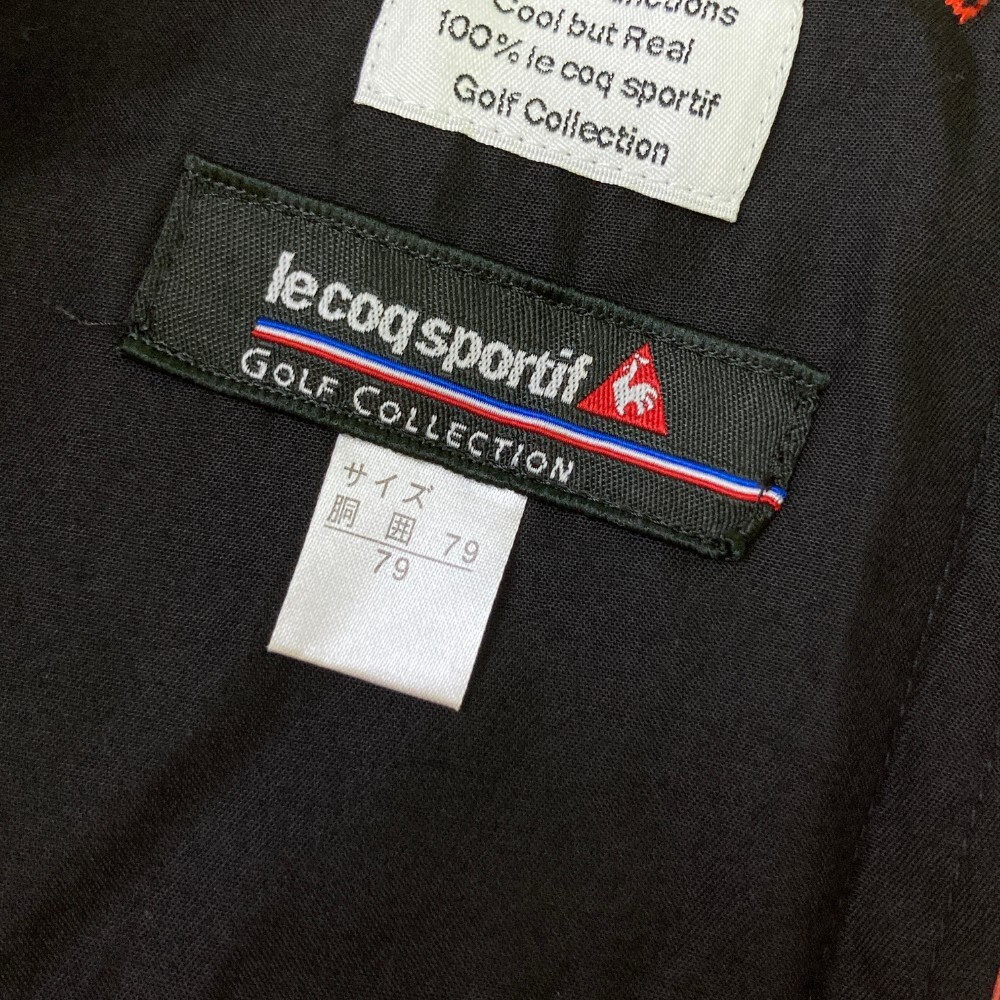 Cool but Real
100% le coq sportif
Golf Collection
le coq sportif
GOLF COLLECTION
サイズ
胴囲 79
79